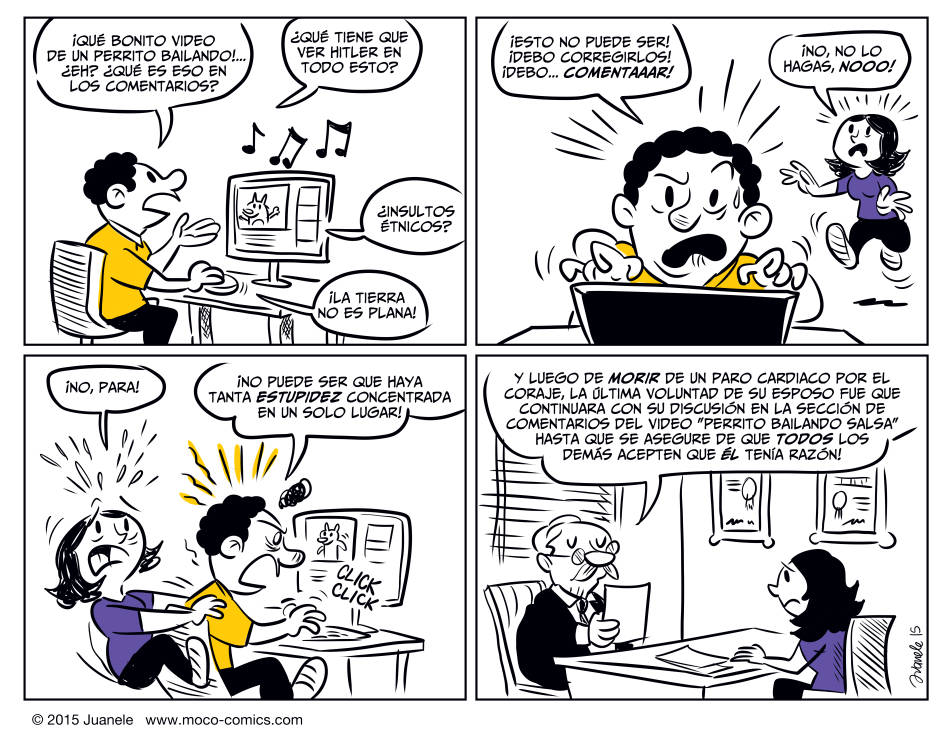 ¡QUÉ BONITO VIDEO
DE UN PERRITO BAILANDO!...
¿EH? ¿QUÉ ES ESO EN
LOS COMENTARIOS?
¿QUÉ TIENE QUE
VER HITLER EN
TODO ESTO?
¿INSULTOS
ÉTNICOS?
¡LA TIERRA
NO ES PLANA!
¡ESTO NO PUEDE SER!
¡DEBO CORREGIRLOS!
¡DEBO... COMENTAAAR!
¡NO, NO LO
HAGAS, NOOO!
¡NO, PARA!
¡NO PUEDE SER QUE HAYA
TANTA ESTUPIDEZ CONCENTRADA
EN UN SOLO LUGAR!
CLICK
CLICK
Y LUEGO DE MORIR DE UN PARO CARDIACO POR EL
CORAJE, LA ÚLTIMA VOLUNTAD DE SU ESPOSO FUE QUE
CONTINUARA CON SU DISCUSIÓN EN LA SECCIÓN DE
COMENTARIOS DEL VIDEO "PERRITO BAILANDO SALSA"
HASTA QUE SE ASEGURE DE QUE TODOS LOS
DEMÁS ACEPTEN QUE ÉL TENÍA RAZÓN!
Juanele 15
© 2015 Juanele www.moco-comics.com